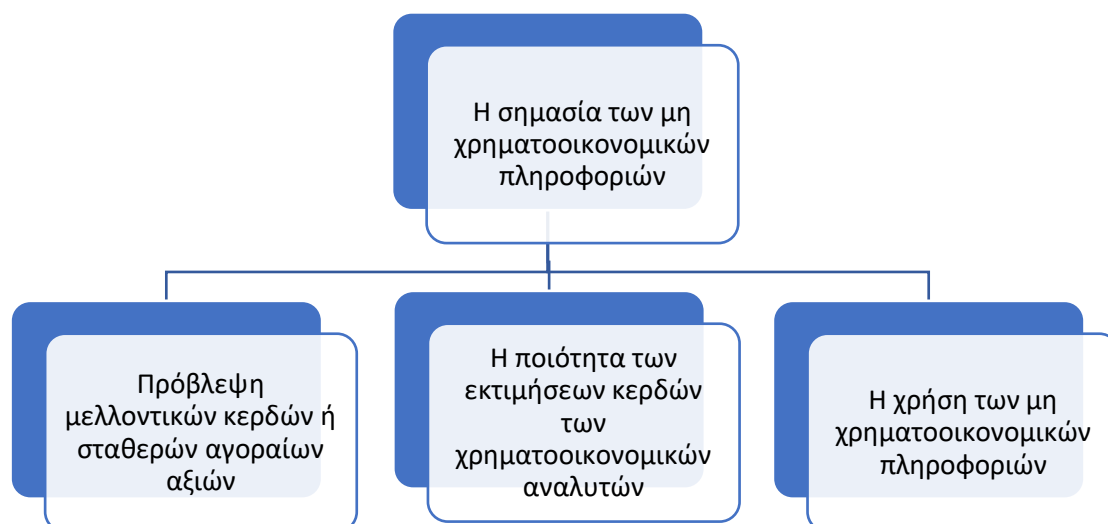 Η σημασία των μη
χρηματοοικονομικών
πληροφοριών
Πρόβλεψη
μελλοντικών κερδών ή
σταθερών αγοραίων
αξιών
Η ποιότητα των
εκτιμήσεων κερδών
των
χρηματοοικονομικών
αναλυτών
Η χρήση των μη
χρηματοοικονομικών
πληροφοριών